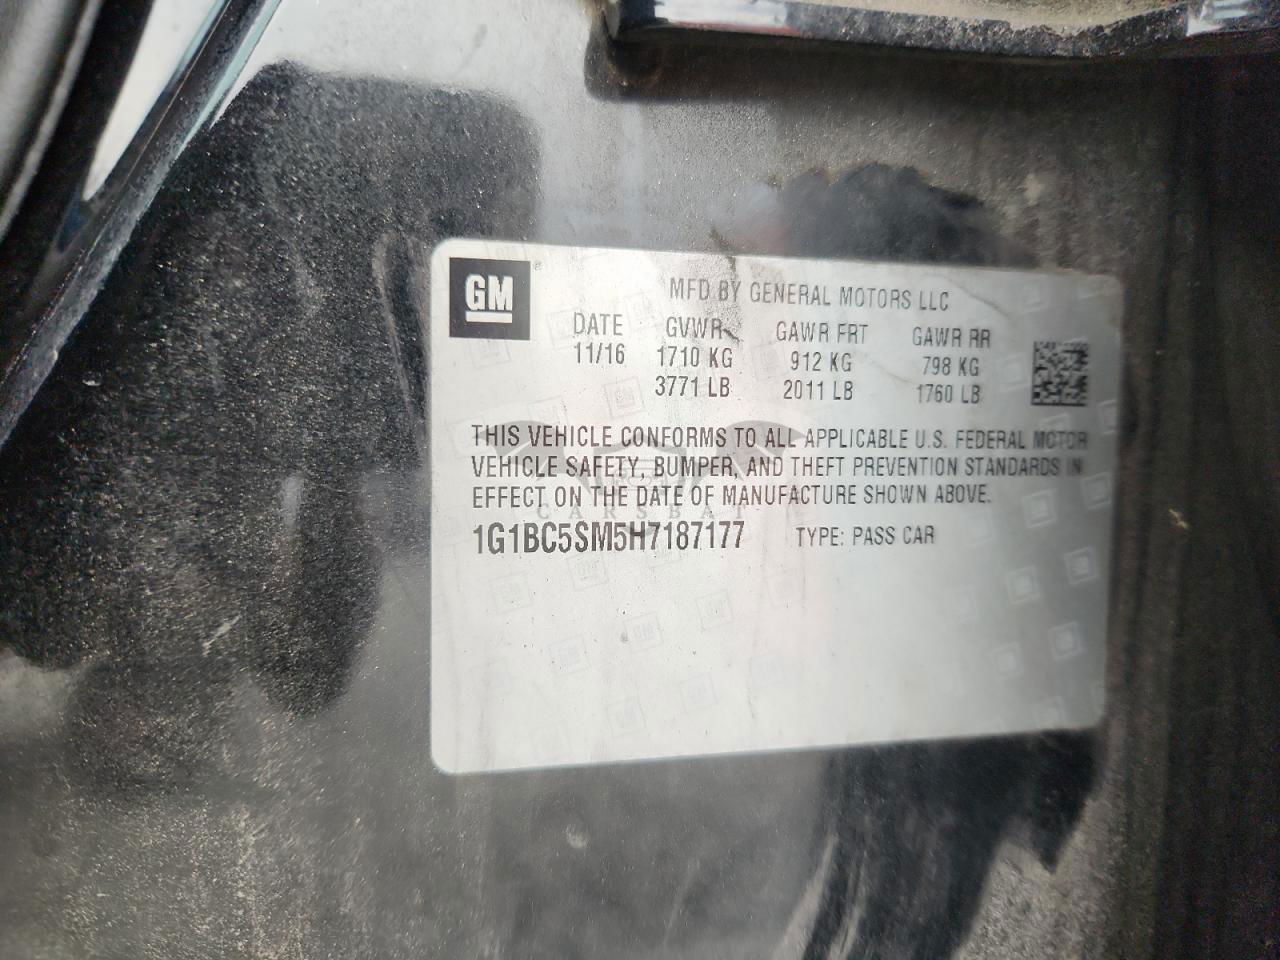 GM
MFD BY GENERAL MOTORS LLC
DATE GVWR GAWR FRT GAWR RR
11/16 1710 KG 912 KG 798 KG
3771 LB 2011 LB 1760 LB
THIS VEHICLE CONFORMS TO ALL APPLICABLE U.S. FEDERAL MOTOR
VEHICLE SAFETY, BUMPER, AND THEFT PREVENTION STANDARDS IN
EFFECT ON THE DATE OF MANUFACTURE SHOWN ABOVE.
1G1BC5SM5H7187177 TYPE: PASS CAR